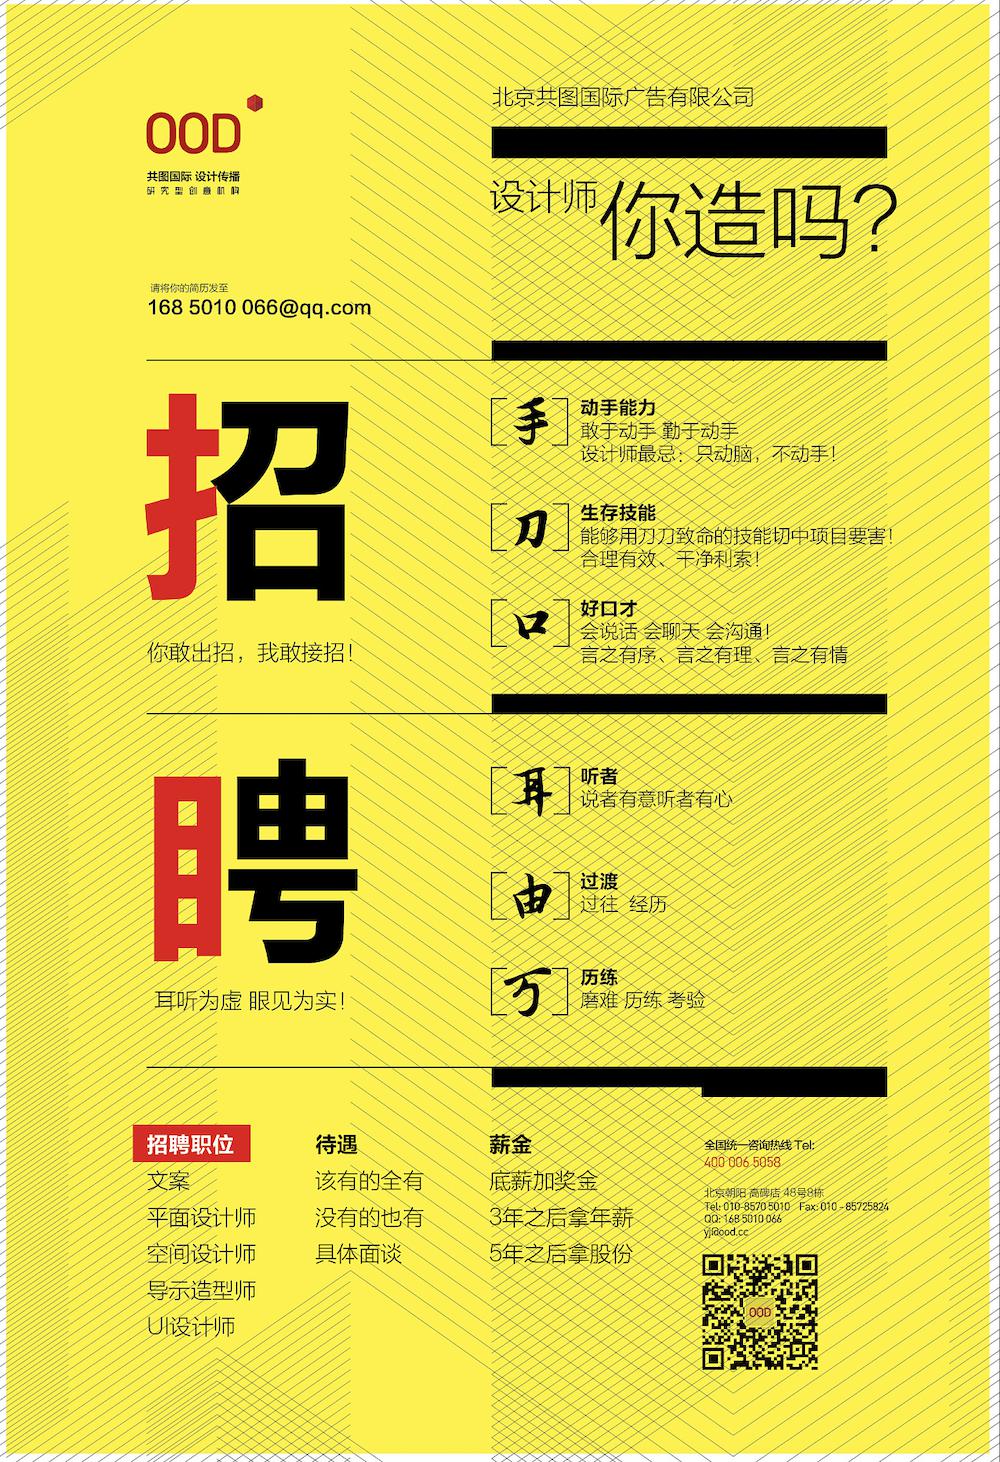 OOD
共图国际 设计传播
研究型创意机构
北京共图国际广告有限公司
设计师 你造吗?
请将你的简历发至
168 5010 066@qq.com
招
你敢出招，我敢接招！
手
动手能力
敢于动手 勤于动手
设计师最忌：只动脑，不动手！
刀
生存技能
能够用刀刀致命的技能切中项目要害！
合理有效、干净利索！
口
好口才
会说话 会聊天 会沟通！
言之有序、言之有理、言之有情
聘
耳听为虚 眼见为实！
耳
听者
说者有意听者有心
由
过渡
过往 经历
丂
历练
磨难 历练 考验
招聘职位
文案
平面设计师
空间设计师
导示造型师
UI设计师
待遇
该有的全有
没有的也有
具体面谈
薪金
底薪加奖金
3年之后拿年薪
5年之后拿股份
全国统一咨询热线 Tel:
400 006 5058
北京朝阳 高碑店 48号8栋
Tel: 010-8570 5010 Fax: 010 - 85725824
QQ: 168 5010 066
yj@ood.cc
OOD